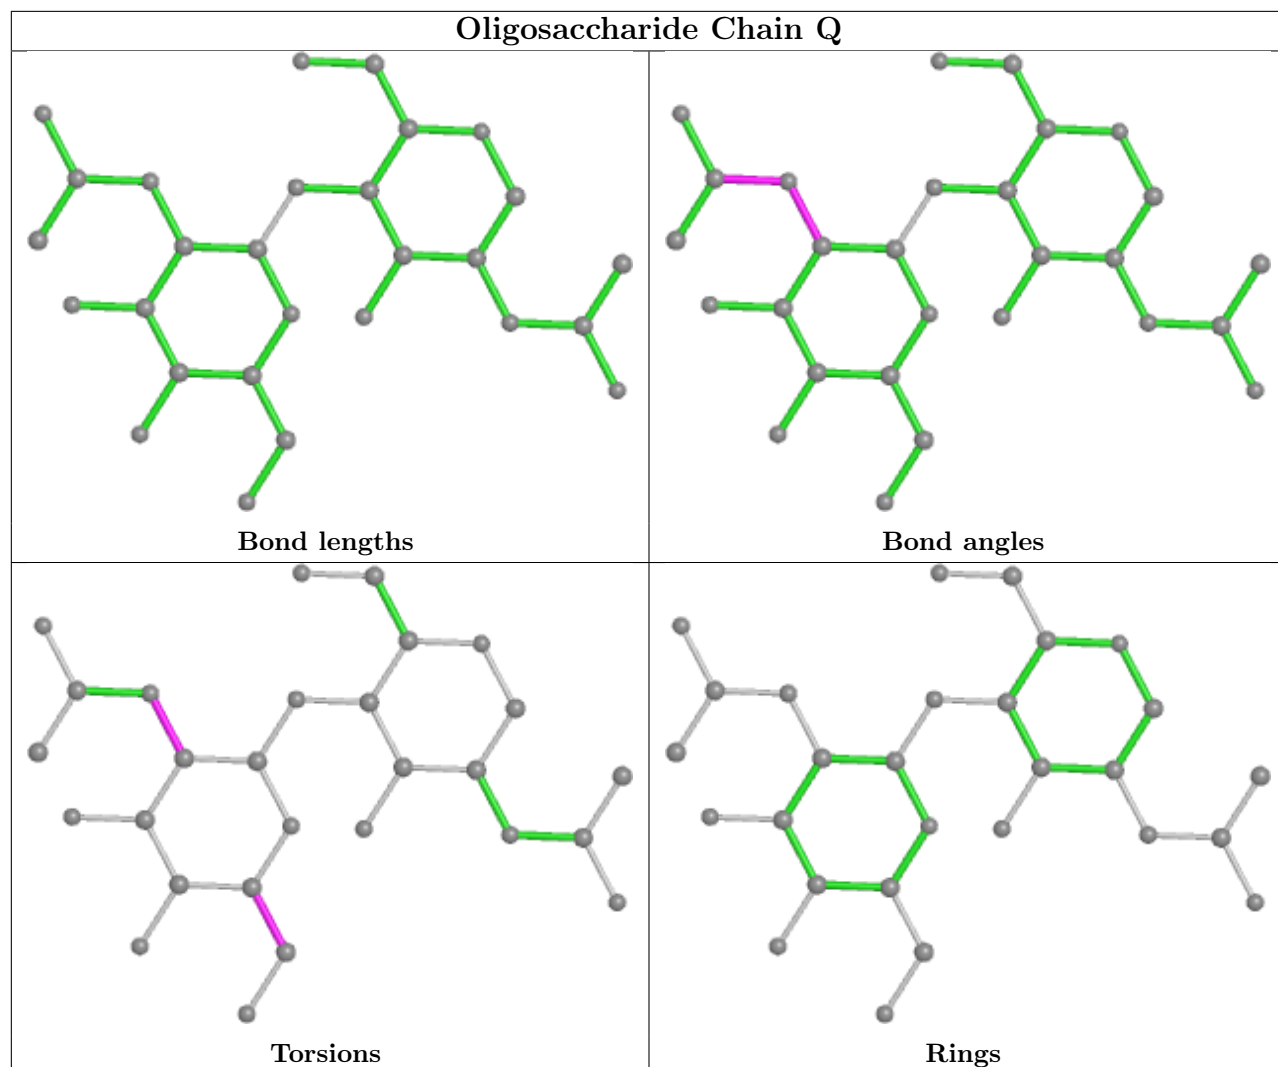 Oligosaccharide Chain Q
Bond lengths
Bond angles
Torsions
Rings